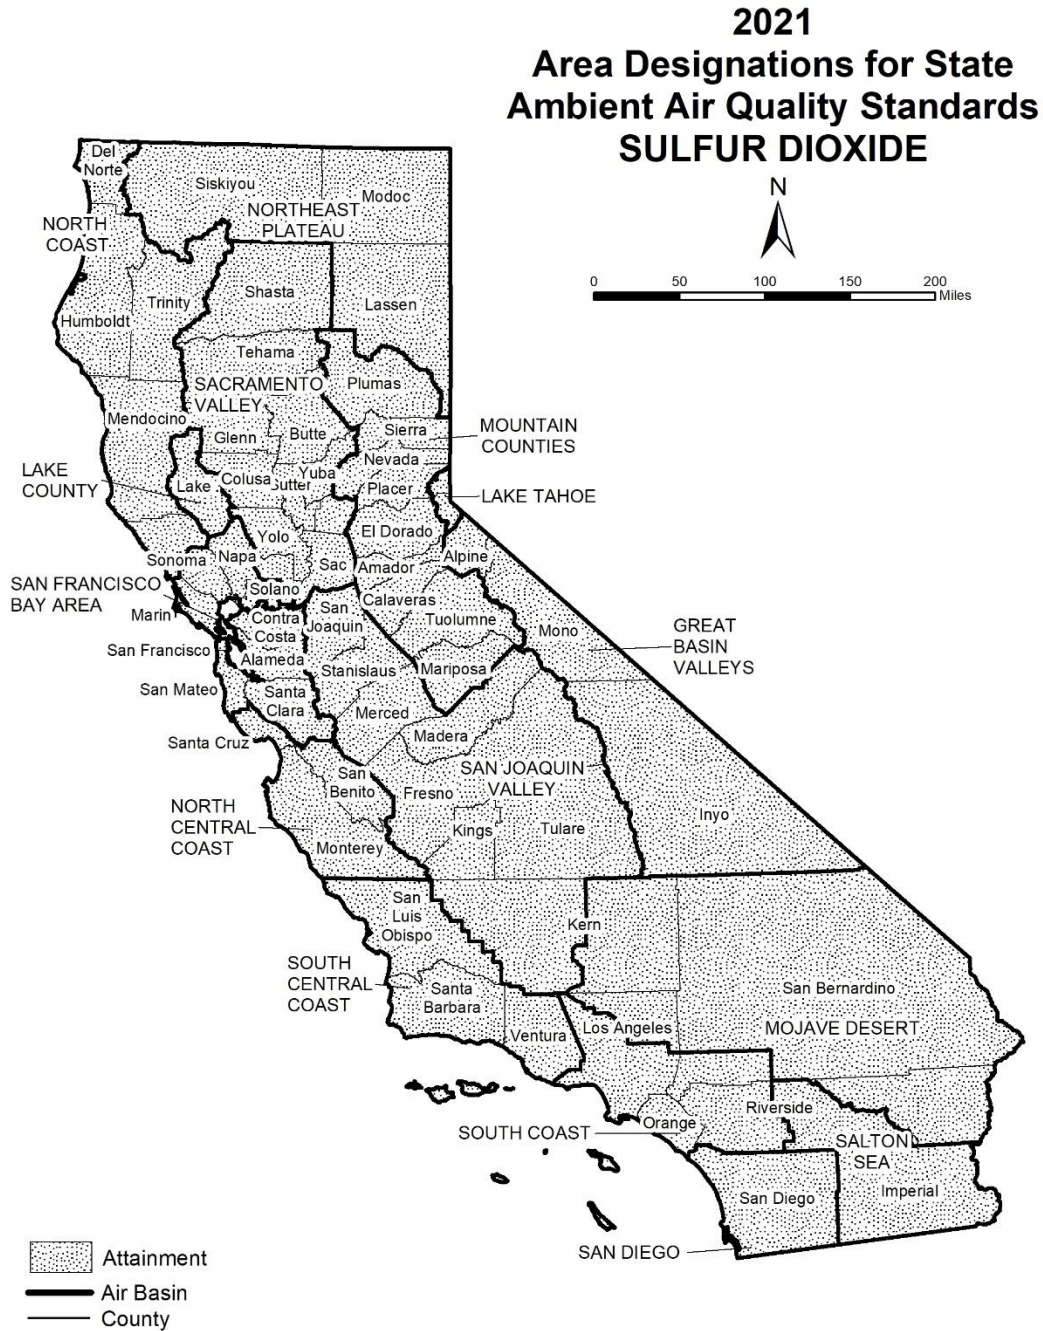 2021
Area Designations for State
Ambient Air Quality Standards
SULFUR DIOXIDE
N
0 50 100 150 200
Miles
Del
Norte
Siskiyou
Modoc
NORTHEAST
PLATEAU
NORTH
COAST
Shasta
Trinity
Lassen
Humboldt
Tehama
SACRAMENTO
VALLEY
Plumas
Mendocino
Sierra
MOUNTAIN
COUNTIES
Glenn
Butte
Nevada
LAKE
COUNTY
Lake
Colusa
Yuba
Placer
LAKE TAHOE
El Dorado
Yolo
Sonoma
Napa
Sac
Amador
Alpine
SAN FRANCISCO
BAY AREA
Solano
Calaveras
Marin
Contra
Costa
San
Joaquin
Tuolumne
Mono
GREAT
BASIN
VALLEYS
San Francisco
Alameda
Stanislaus
Mariposa
San Mateo
Santa
Clara
Merced
Santa Cruz
Madera
San
Benito
SAN JOAQUIN
VALLEY
Fresno
NORTH
CENTRAL
COAST
Monterey
Kings
Tulare
Inyo
San
Luis
Obispo
Kern
SOUTH
CENTRAL
COAST
Santa
Barbara
San Bernardino
Ventura
Los Angeles
MOJAVE DESERT
Orange
Riverside
SOUTH COAST
SALTON
SEA
San Diego
Imperial
SAN DIEGO
Attainment
Air Basin
County